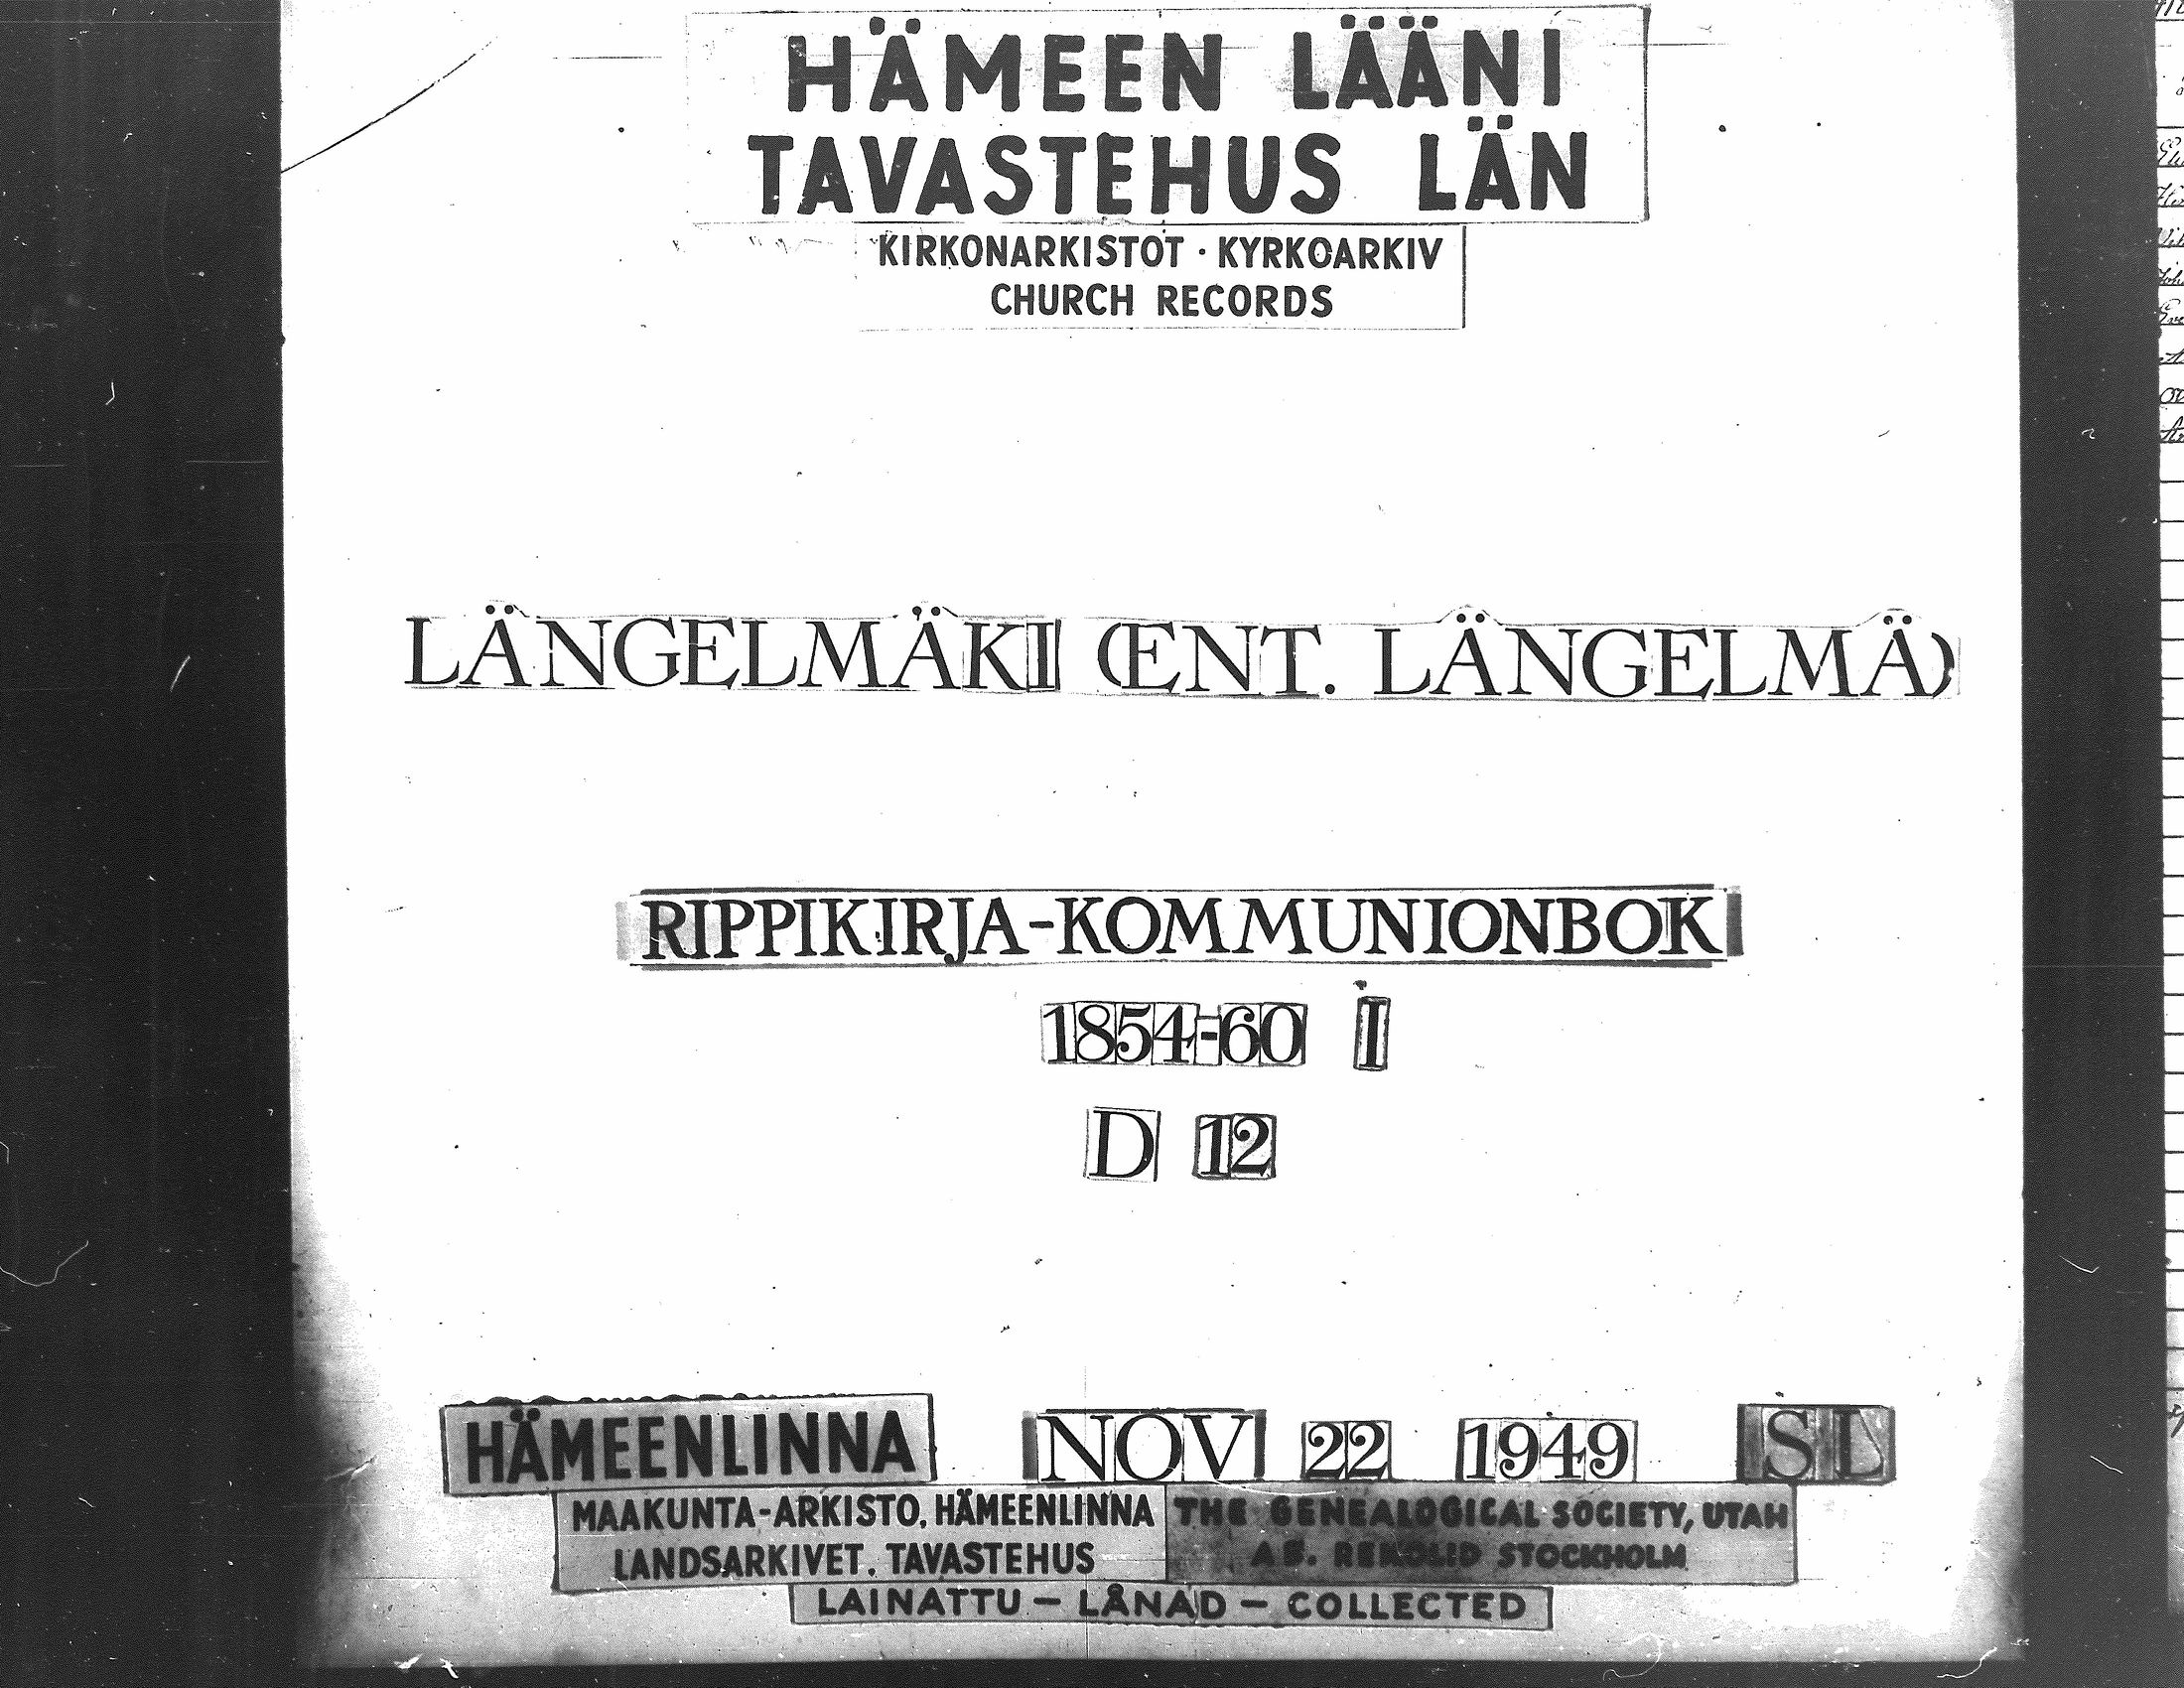 HÄMEEN LÄÄNI
TAVASTEHUS LÄN
KIRKONARKISTOT · KYRKOARKIV
CHURCH RECORDS
LÄNGELMÄKI (ENT. LÄNGELMÄ)
RIPPIKIRJA-KOMMUNIONBOK
1854-60 I
D 12
HÄMEENLINNA NOV 22 1949 SL
MAAKUNTA-ARKISTO, HÄMEENLINNA
LANDSARKIVET, TAVASTEHUS
THE GENEALOGICAL SOCIETY, UTAH
AB. REKOLID STOCKHOLM
LAINATTU — LÅNAD — COLLECTED